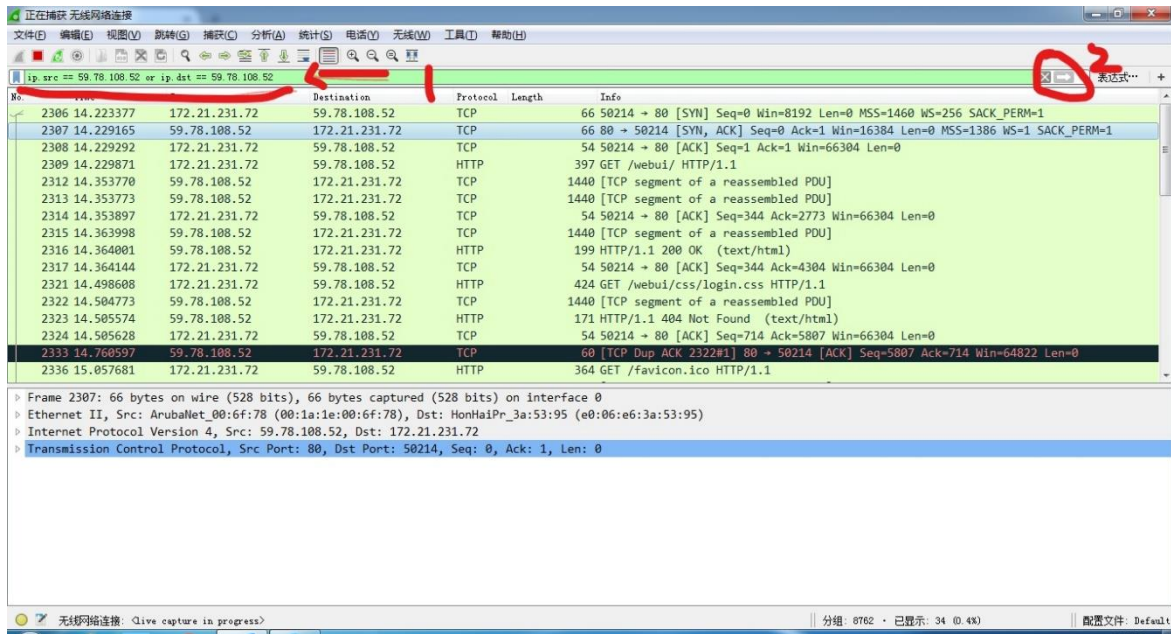 正在捕获 无线网络连接
文件(F) 编辑(E) 视图(V) 跳转(G) 捕获(C) 分析(A) 统计(S) 电话(Y) 无线(W) 工具(T) 帮助(H)
ip.src == 59.78.108.52 or ip.dst == 59.78.108.52 1 2 表达式… +
No. Destination Protocol Length Info
2306 14.223377 172.21.231.72 59.78.108.52 TCP 66 50214 → 80 [SYN] Seq=0 Win=8192 Len=0 MSS=1460 WS=256 SACK_PERM=1
2307 14.229165 59.78.108.52 172.21.231.72 TCP 66 80 → 50214 [SYN, ACK] Seq=0 Ack=1 Win=16384 Len=0 MSS=1386 WS=1 SACK_PERM=1
2308 14.229292 172.21.231.72 59.78.108.52 TCP 54 50214 → 80 [ACK] Seq=1 Ack=1 Win=66304 Len=0
2309 14.229871 172.21.231.72 59.78.108.52 HTTP 397 GET /webui/ HTTP/1.1
2312 14.353770 59.78.108.52 172.21.231.72 TCP 1440 [TCP segment of a reassembled PDU]
2313 14.353773 59.78.108.52 172.21.231.72 TCP 1440 [TCP segment of a reassembled PDU]
2314 14.353897 172.21.231.72 59.78.108.52 TCP 54 50214 → 80 [ACK] Seq=344 Ack=2773 Win=66304 Len=0
2315 14.363998 59.78.108.52 172.21.231.72 TCP 1440 [TCP segment of a reassembled PDU]
2316 14.364001 59.78.108.52 172.21.231.72 HTTP 199 HTTP/1.1 200 OK (text/html)
2317 14.364144 172.21.231.72 59.78.108.52 TCP 54 50214 → 80 [ACK] Seq=344 Ack=4304 Win=66304 Len=0
2321 14.498608 172.21.231.72 59.78.108.52 HTTP 424 GET /webui/css/login.css HTTP/1.1
2322 14.504773 59.78.108.52 172.21.231.72 TCP 1440 [TCP segment of a reassembled PDU]
2323 14.505574 59.78.108.52 172.21.231.72 HTTP 171 HTTP/1.1 404 Not Found (text/html)
2324 14.505628 172.21.231.72 59.78.108.52 TCP 54 50214 → 80 [ACK] Seq=714 Ack=5807 Win=66304 Len=0
2333 14.760597 59.78.108.52 172.21.231.72 TCP 60 [TCP Dup ACK 2322#1] 80 → 50214 [ACK] Seq=5807 Ack=714 Win=64822 Len=0
2336 15.057681 172.21.231.72 59.78.108.52 HTTP 364 GET /favicon.ico HTTP/1.1
Frame 2307: 66 bytes on wire (528 bits), 66 bytes captured (528 bits) on interface 0
Ethernet II, Src: ArubaNet_00:6f:78 (00:1a:1e:00:6f:78), Dst: HonHaiPr_3a:53:95 (e0:06:e6:3a:53:95)
Internet Protocol Version 4, Src: 59.78.108.52, Dst: 172.21.231.72
Transmission Control Protocol, Src Port: 80, Dst Port: 50214, Seq: 0, Ack: 1, Len: 0
无线网络连接: <live capture in progress> 分组: 8762 · 已显示: 34 (0.4%) 配置文件: Default